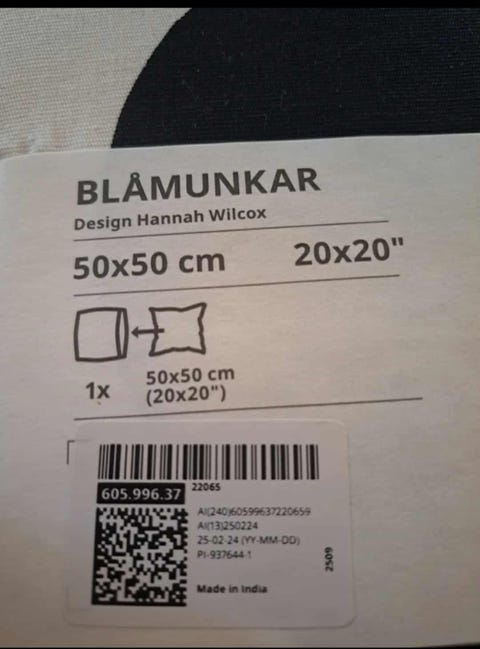 BLÅMUNKAR
Design Hannah Wilcox
50x50 cm 20x20"
1x 50x50 cm
(20x20")
605.996.37 22065
AI(240)60599637220659
AI(13)250224
25-02-24 (YY-MM-DD)
PI-937644-1
2509
Made in India